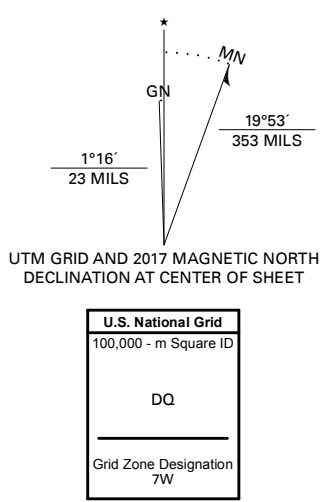 ★
MN
GN
19°53´
353 MILS
1°16´
23 MILS
UTM GRID AND 2017 MAGNETIC NORTH
DECLINATION AT CENTER OF SHEET
U.S. National Grid
100,000 - m Square ID
DQ
Grid Zone Designation
7W